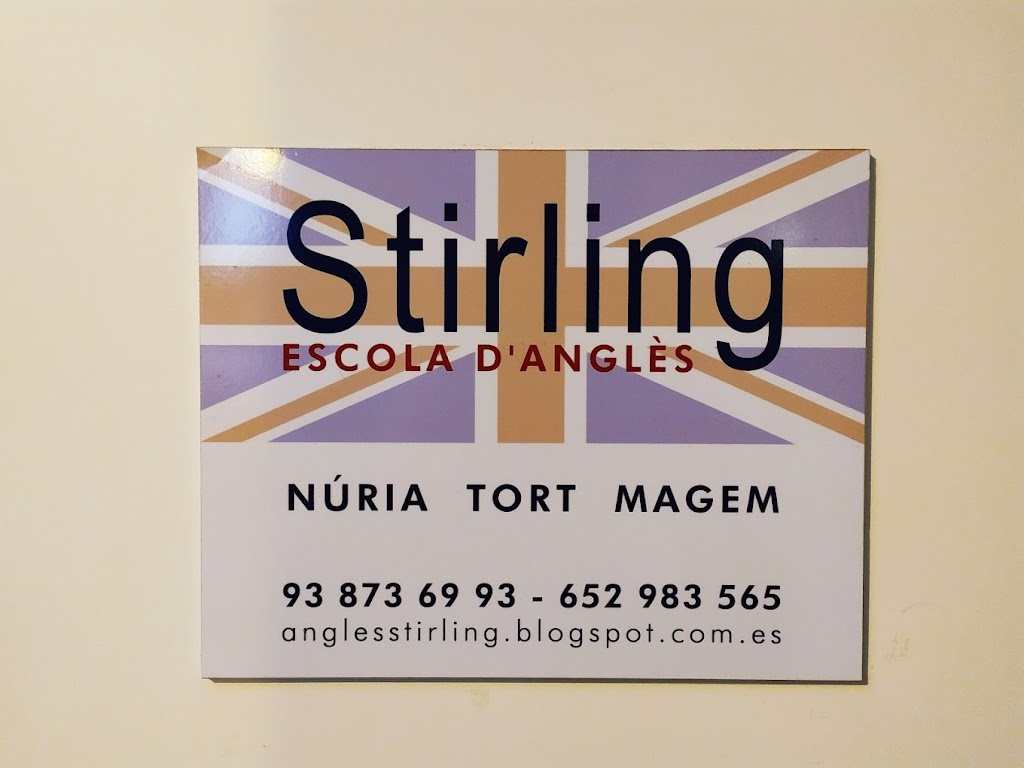 Stirling
ESCOLA D'ANGLÈS
NÚRIA TORT MAGEM
93 873 69 93 - 652 983 565
anglesstirling.blogspot.com.es